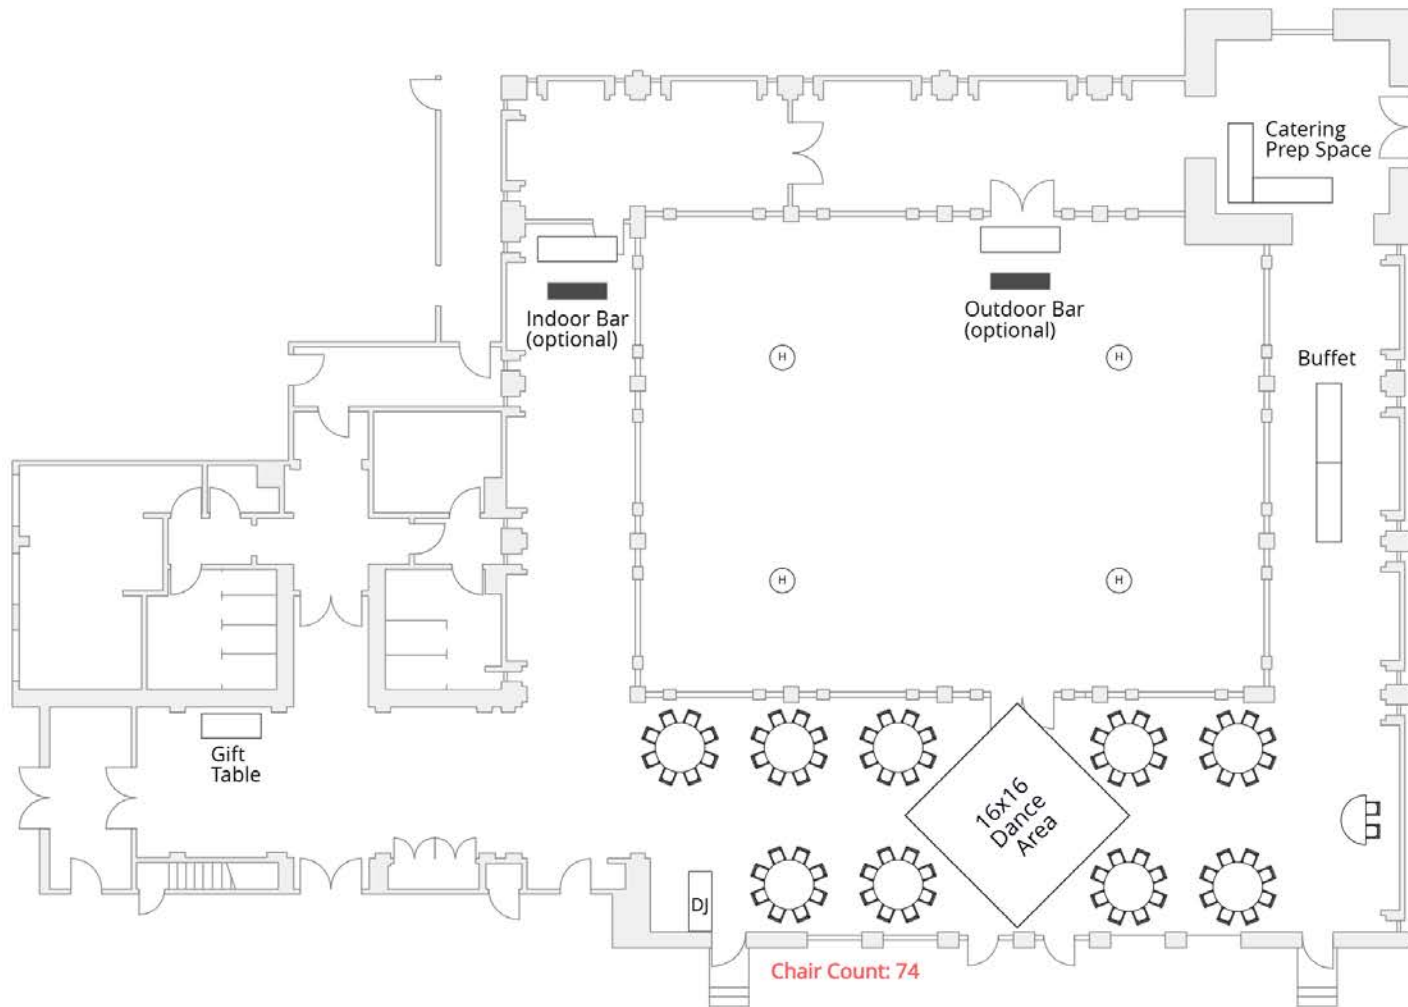 Catering
Prep Space
Indoor Bar
(optional)
Outdoor Bar
(optional)
H
H
Buffet
H
H
Gift
Table
16x16
Dance
Area
DJ
Chair Count: 74